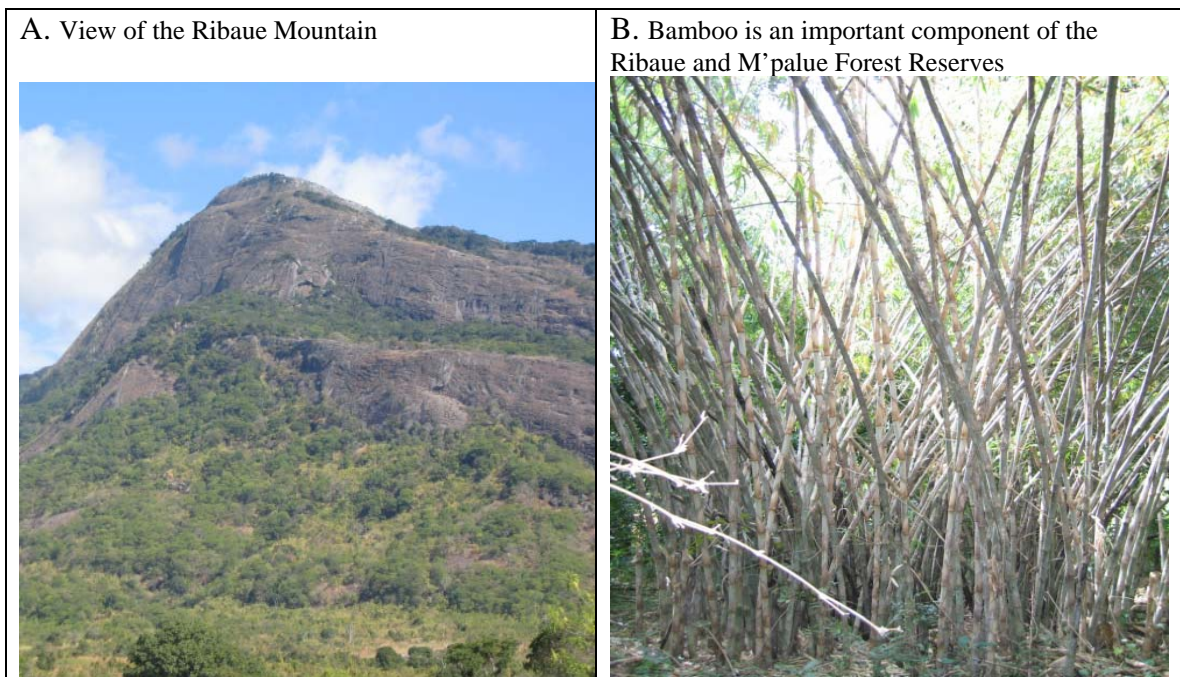 A. View of the Ribaue Mountain
B. Bamboo is an important component of the
Ribaue and M’palue Forest Reserves